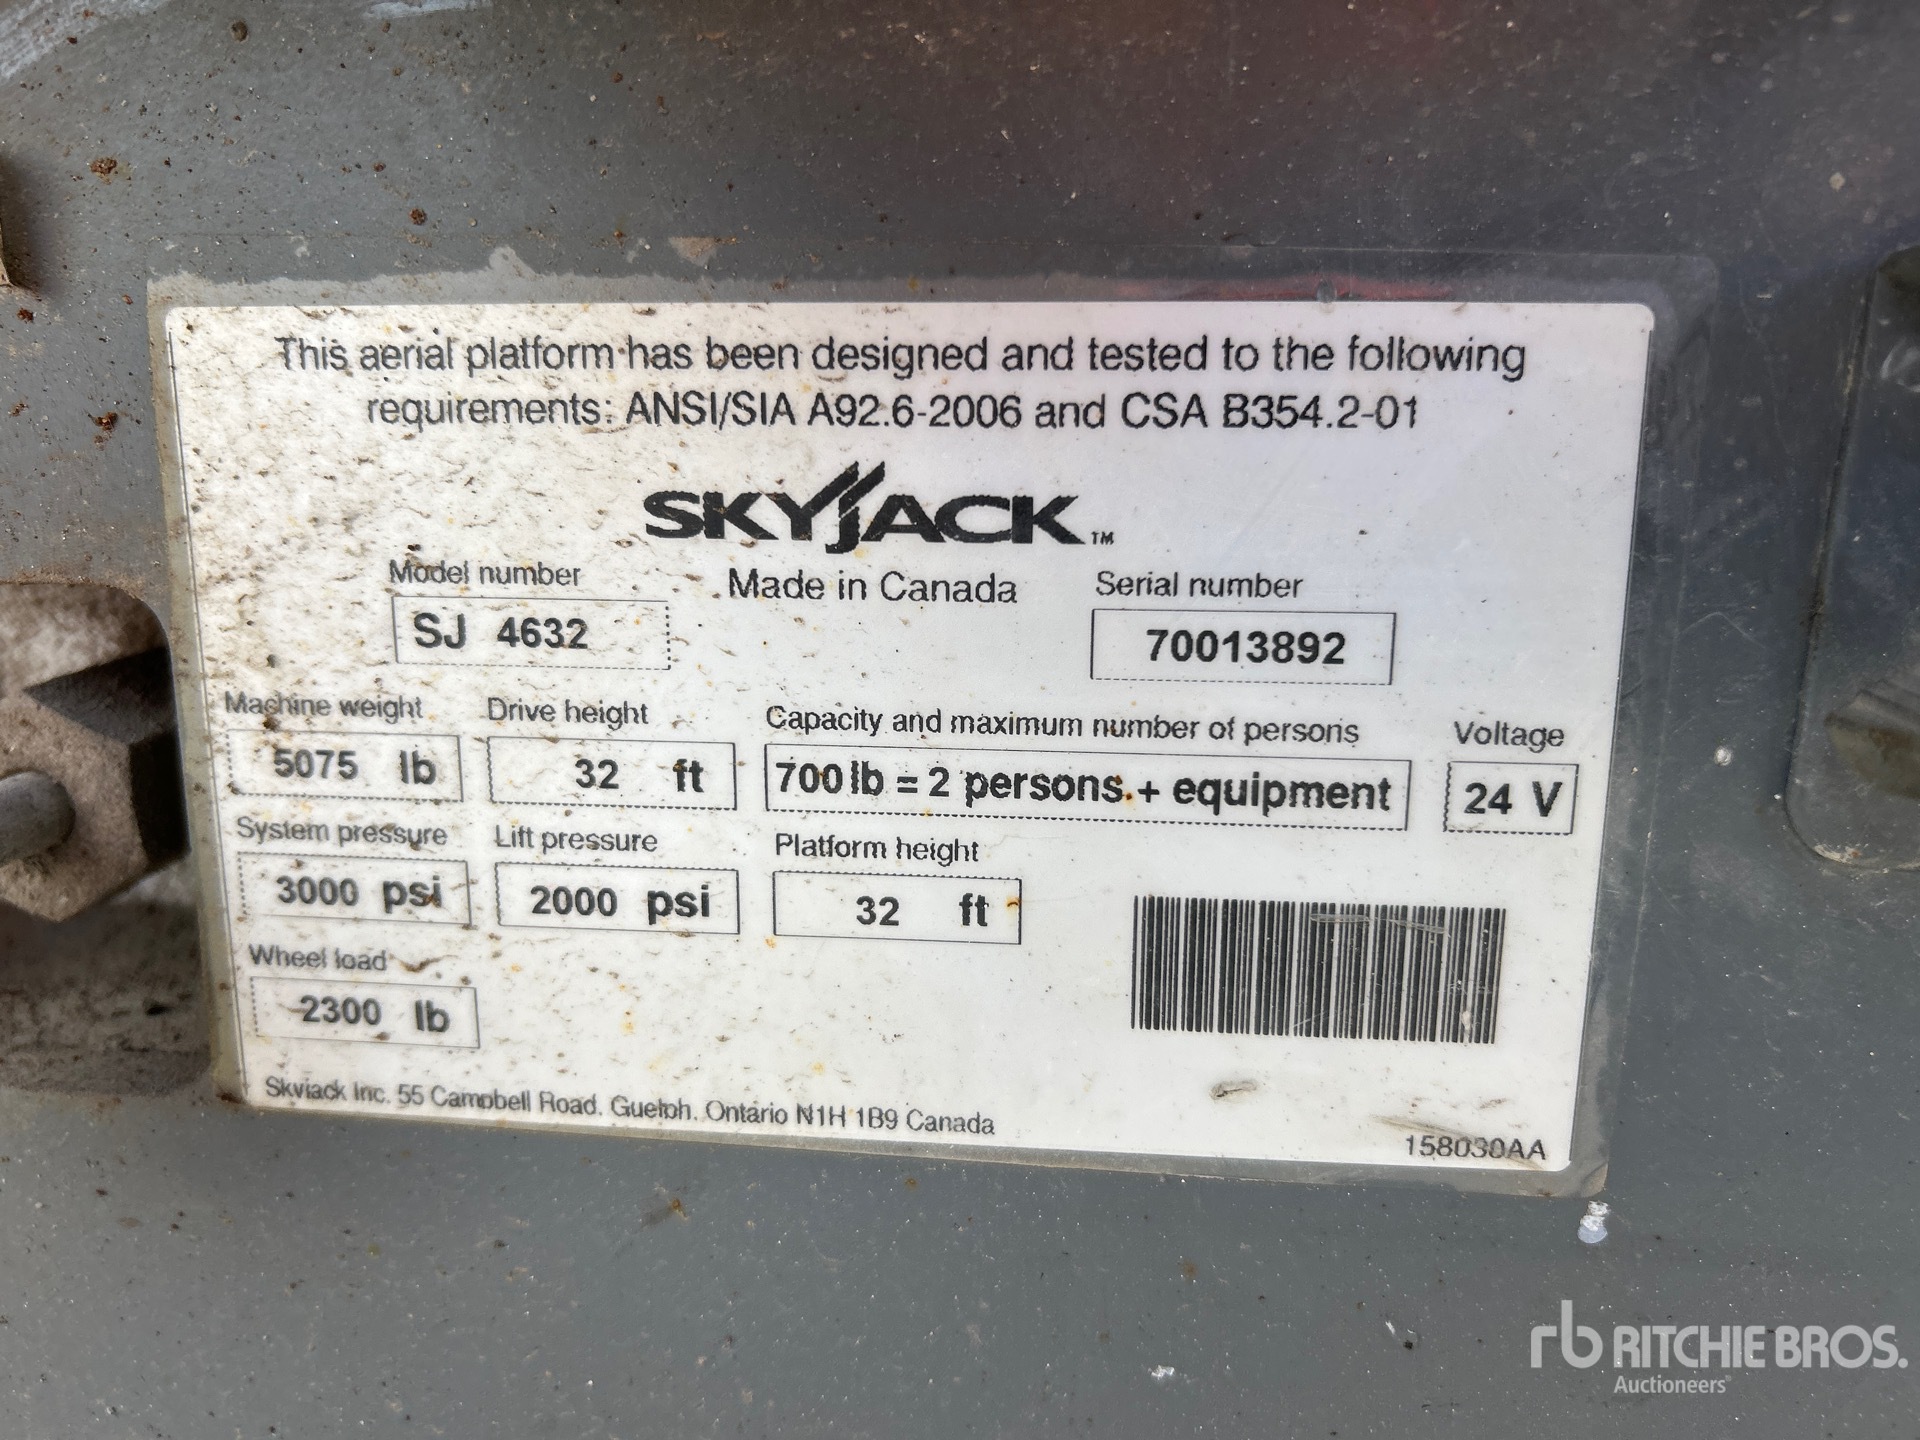 This aerial platform has been designed and tested to the following
requirements: ANSI/SIA A92.6-2006 and CSA B354.2-01
SKYJACK™
Model number
Made in Canada
Serial number
SJ 4632
70013892
Machine weight
Drive height
Capacity and maximum number of persons
Voltage
5075 lb
32 ft
700 lb = 2 persons + equipment
24 V
System pressure
Lift pressure
Platform height
3000 psi
2000 psi
32 ft
Wheel load
2300 lb
Skyjack Inc. 55 Campbell Road, Guelph, Ontario N1H 1B9 Canada
158030AA
rb RITCHIE BROS.
Auctioneers